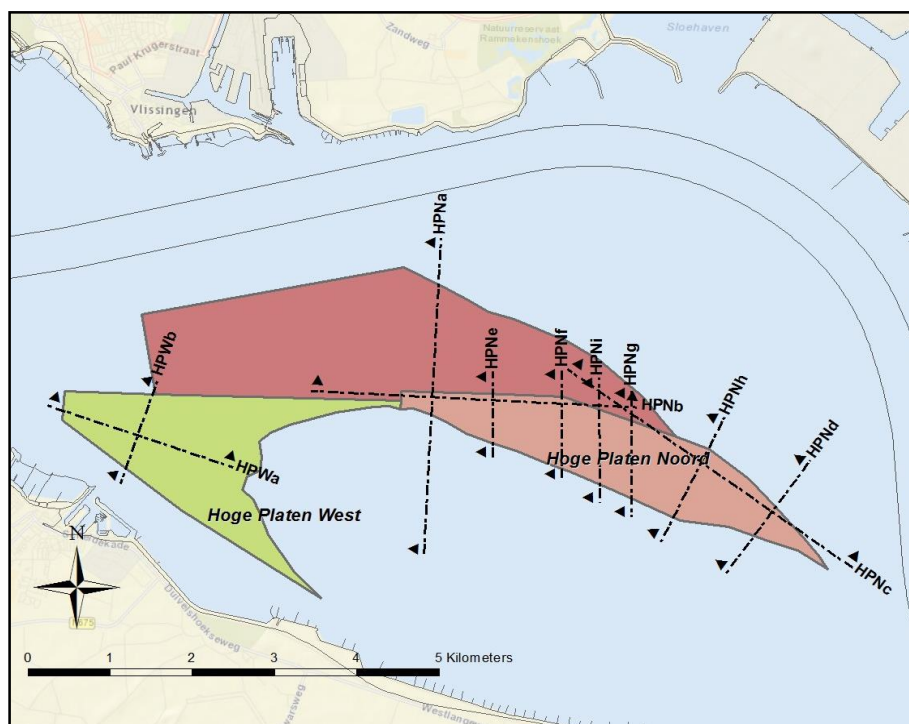 Natuurreservaat
Rammekenshoek
Sloehaven
Zandweg
Paul Krugerstraat
Vlissingen
HPNa
HPWb
HPNe
HPNf
HPNi
HPNg
HPNb
HPNh
HPNd
HPWa
Hoge Platen Noord
Hoge Platen West
HPNc
N
Duivelshoekseweg
0 1 2 3 4 5 Kilometers